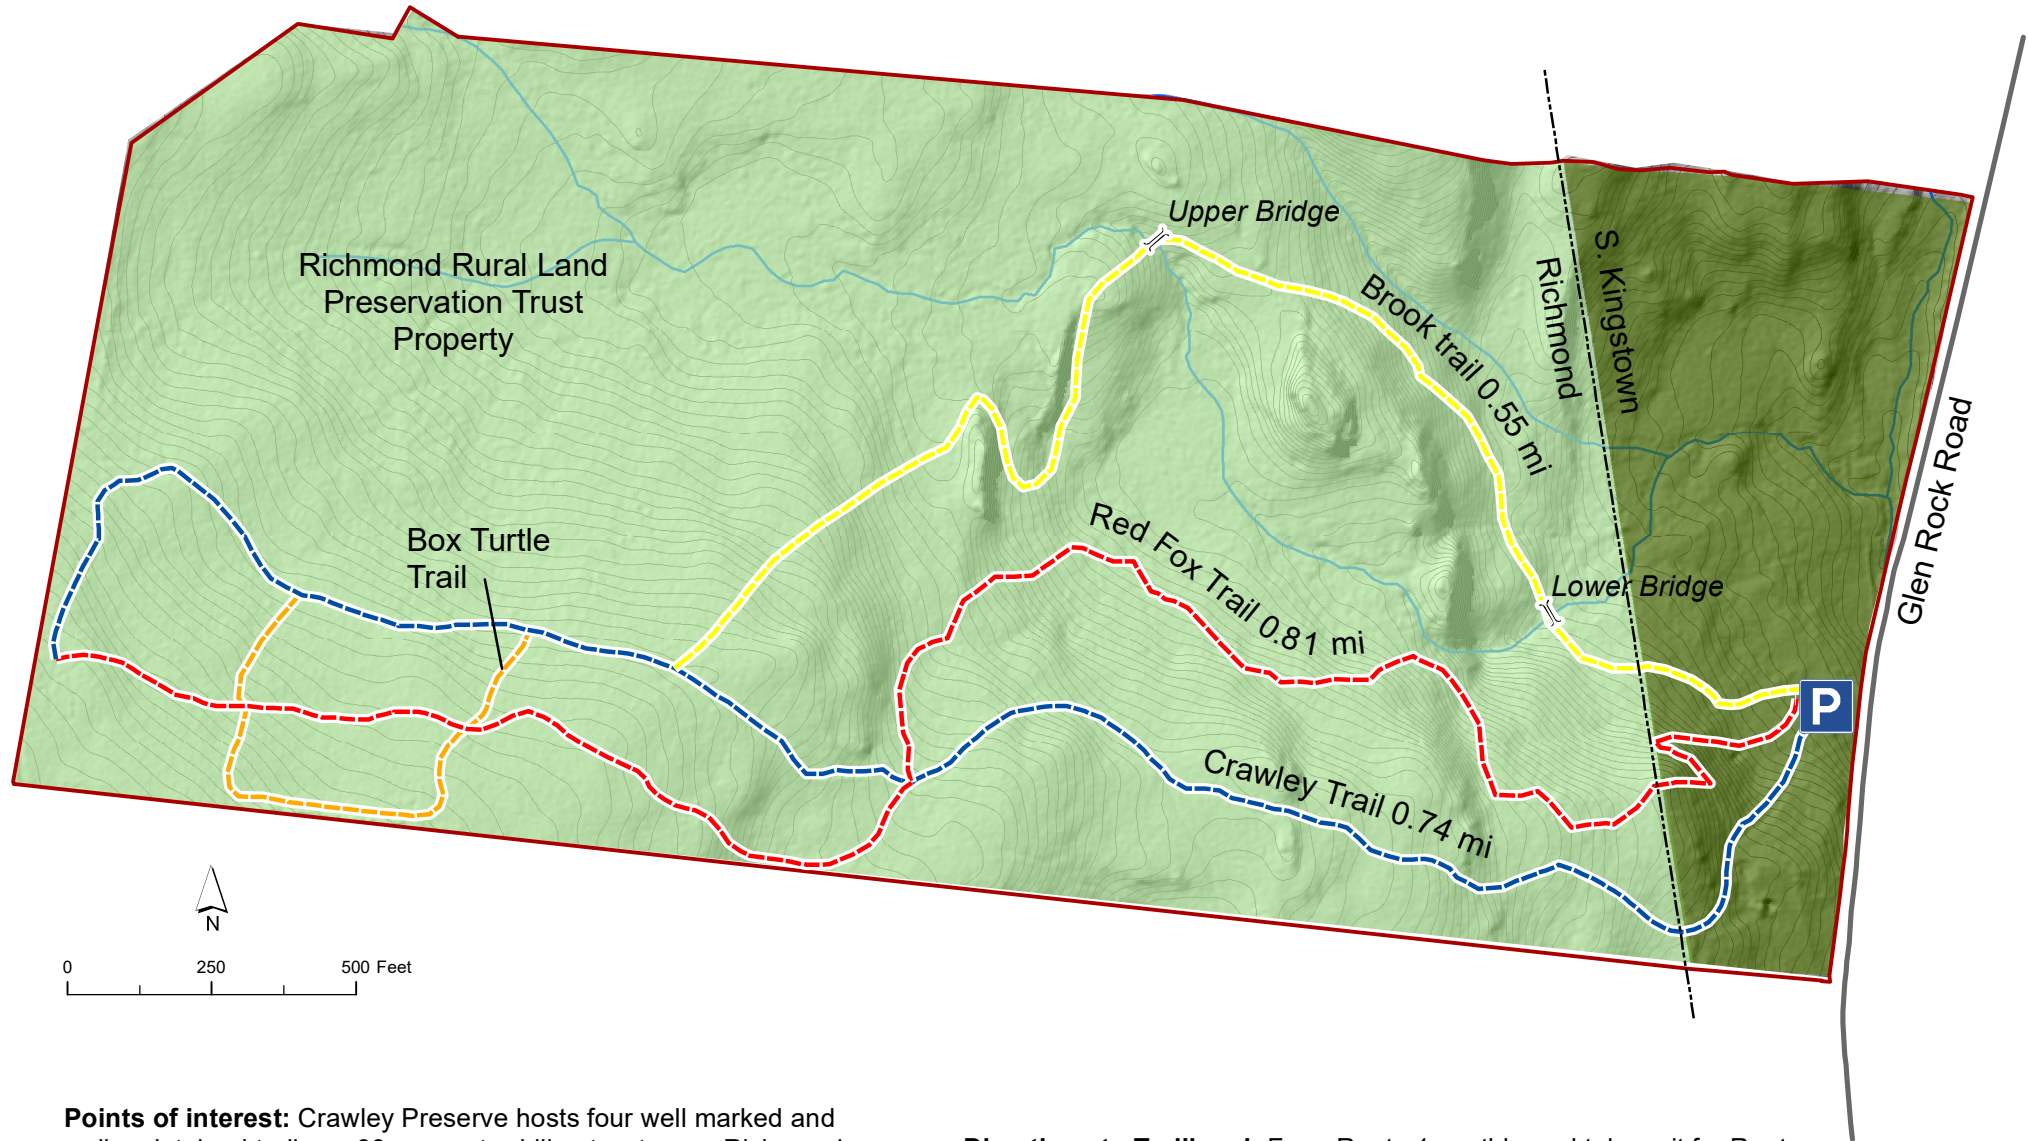 Upper Bridge
S. Kingstown
Richmond
Richmond Rural Land
Preservation Trust
Property
Brook trail 0.55 mi
Glen Rock Road
Box Turtle
Trail
Red Fox Trail 0.81 mi
Lower Bridge
P
Crawley Trail 0.74 mi
N
0 250 500 Feet
Points of interest: Crawley Preserve hosts four well marked and